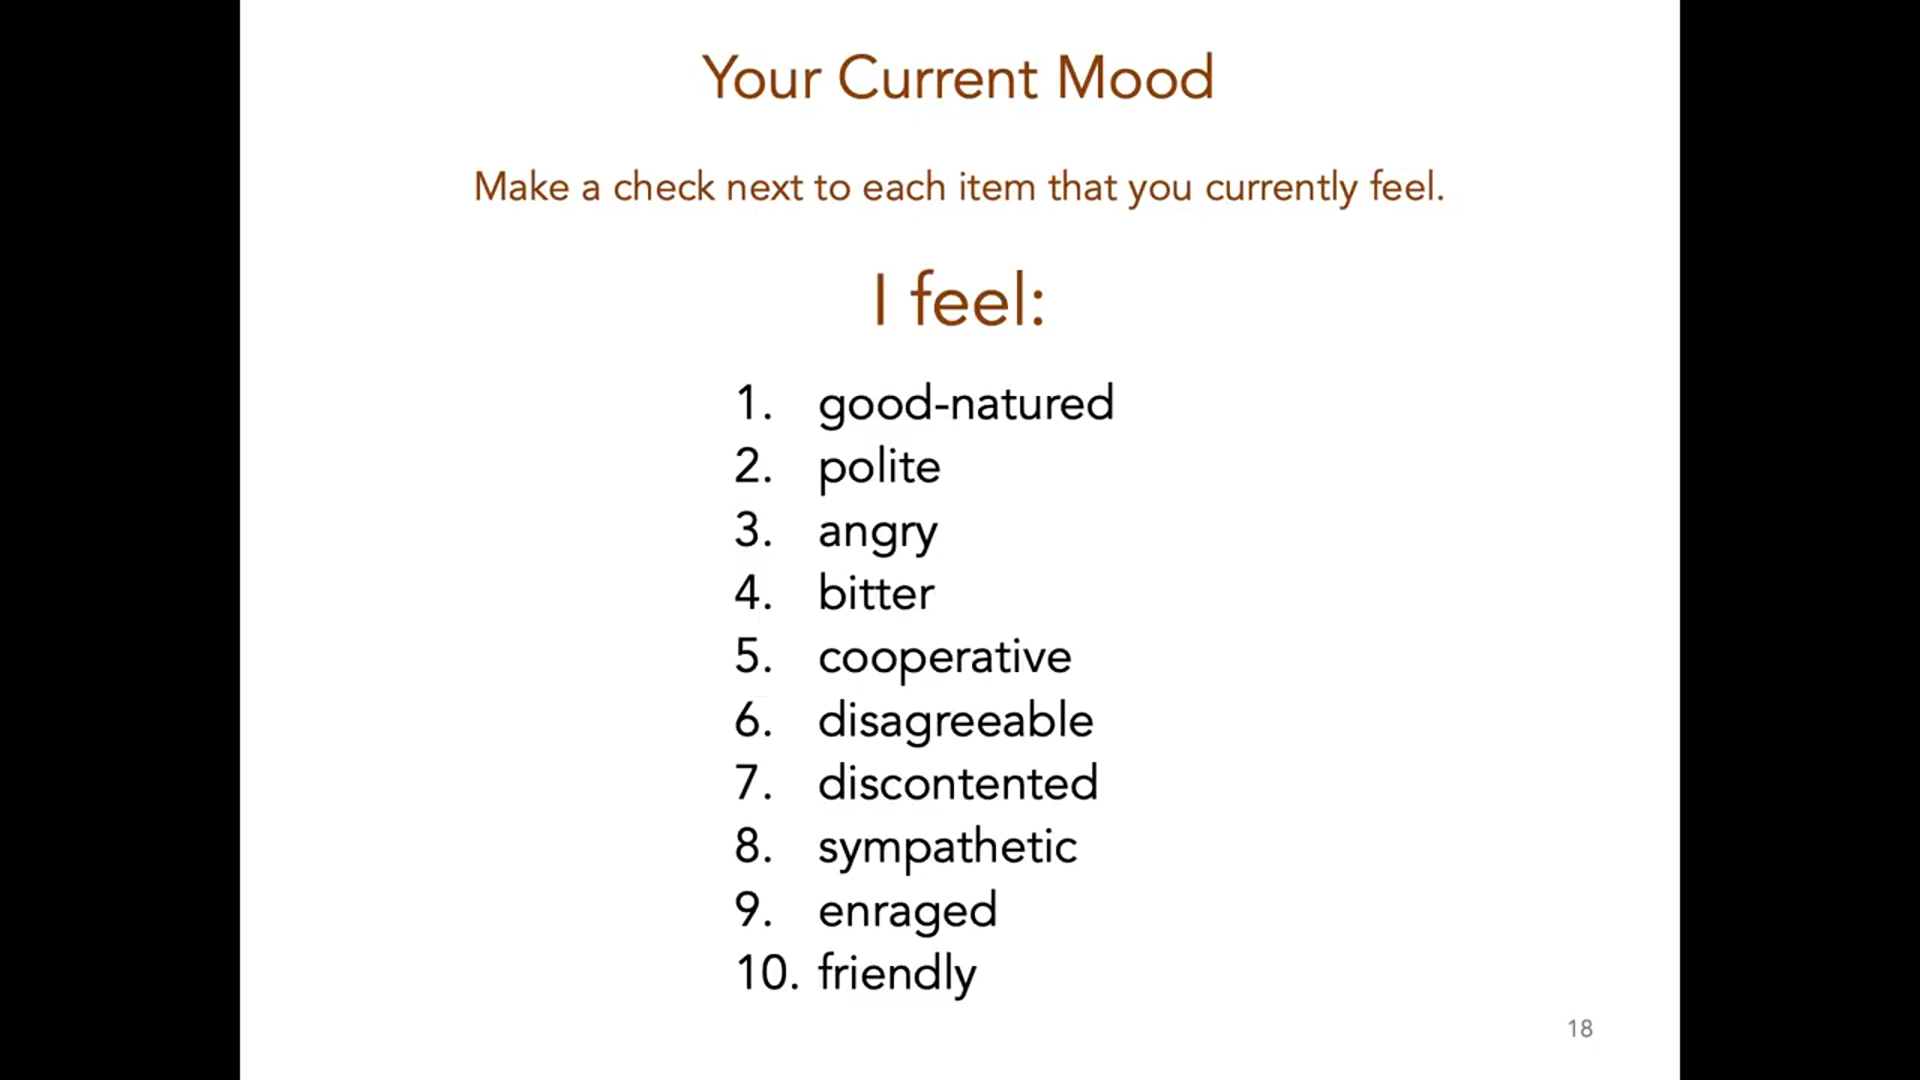 Your Current Mood
Make a check next to each item that you currently feel.
I feel:
1. good-natured
2. polite
3. angry
4. bitter
5. cooperative
6. disagreeable
7. discontented
8. sympathetic
9. enraged
10. friendly
18